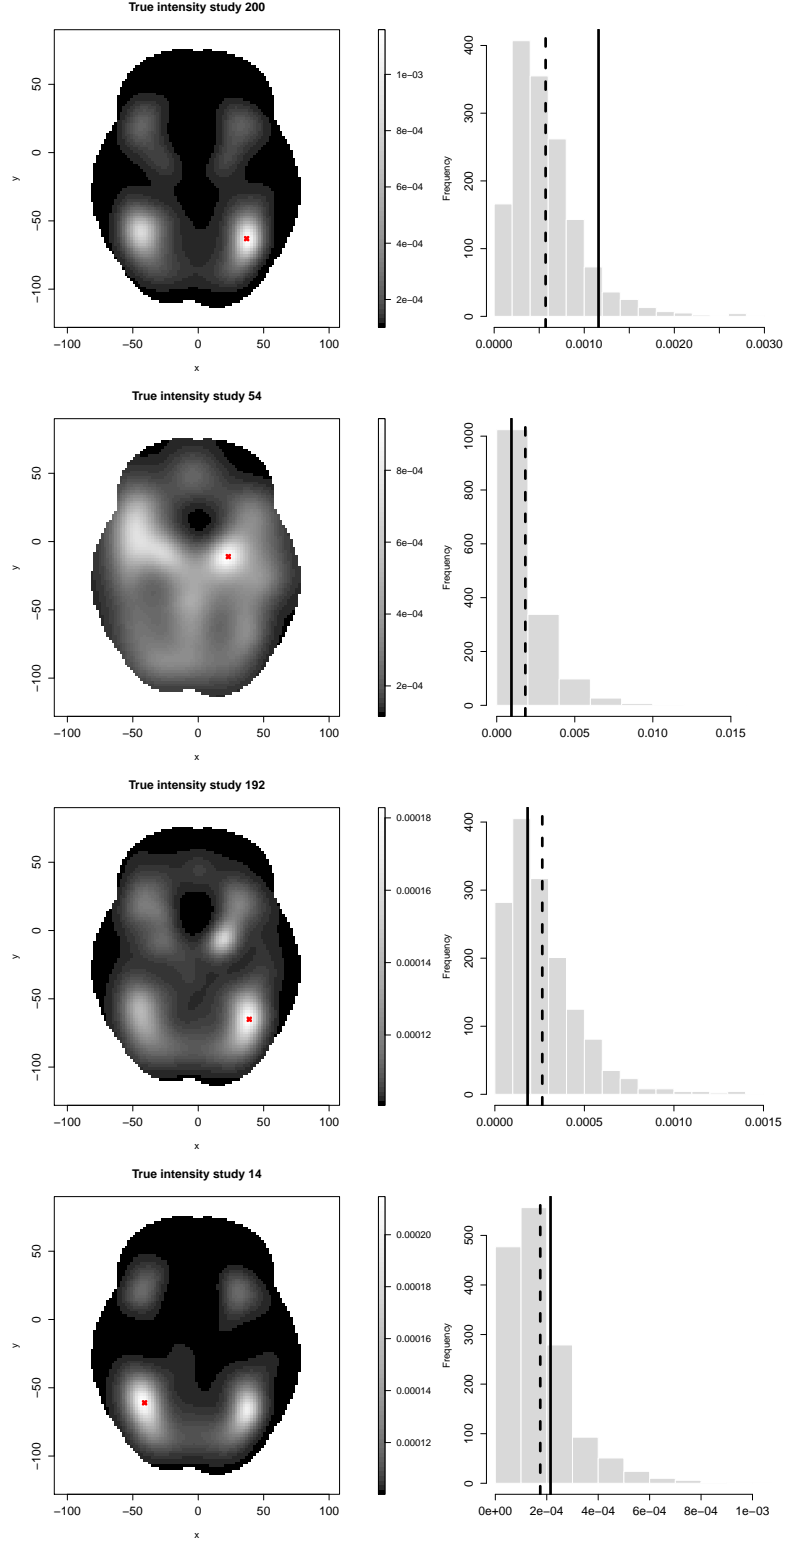 True intensity study 200
y
50
0
−50
−100
−100 −50 0 50 100
x
1e−03
8e−04
6e−04
4e−04
2e−04
Frequency
400
300
200
100
0
0.0000 0.0010 0.0020 0.0030
True intensity study 54
y
50
0
−50
−100
−100 −50 0 50 100
x
8e−04
6e−04
4e−04
2e−04
Frequency
1000
800
600
400
200
0
0.000 0.005 0.010 0.015
True intensity study 192
y
50
0
−50
−100
−100 −50 0 50 100
x
0.00018
0.00016
0.00014
0.00012
Frequency
400
300
200
100
0
0.0000 0.0005 0.0010 0.0015
True intensity study 14
y
50
0
−50
−100
−100 −50 0 50 100
x
0.00020
0.00018
0.00016
0.00014
0.00012
Frequency
500
400
300
200
100
0
0e+00 2e−04 4e−04 6e−04 8e−04 1e−03